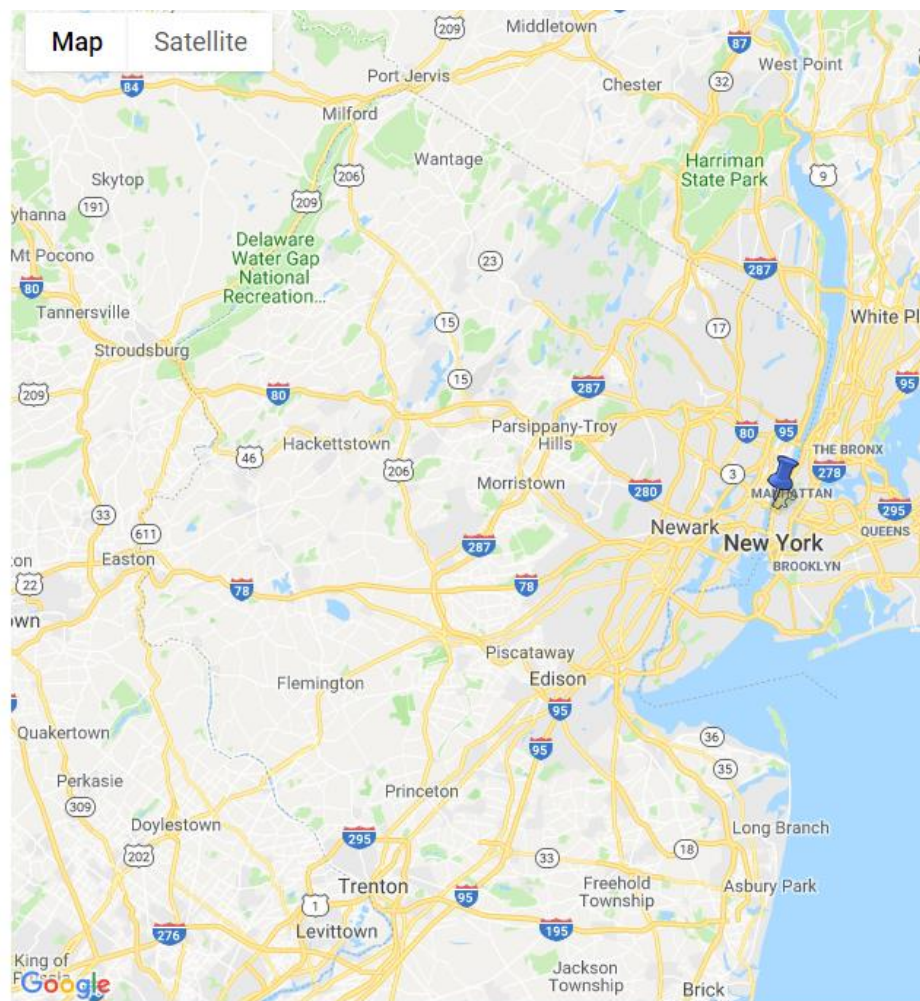 Map
Satellite
209
Middletown
87
West Point
84
Port Jervis
32
Chester
Milford
Wantage
Harriman
State Park
9
206
Skytop
209
191
yhanna
Delaware
Water Gap
National
Recreation...
Mt Pocono
23
287
80
Tannersville
15
17
White Pl
Stroudsburg
15
95
209
80
287
Parsippany-Troy
Hills
80
95
Hackettstown
46
206
THE BRONX
3
278
Morristown
280
MANHATTAN
33
295
611
Newark
QUEENS
287
New York
Easton
ton
BROOKLYN
22
78
78
own
Piscataway
Edison
Flemington
95
36
Quakertown
95
35
Perkasie
Princeton
309
Doylestown
Long Branch
295
202
33
18
Trenton
Freehold
Township
Asbury Park
1
95
Levittown
276
195
King of
Jackson
Township
Google
Brick